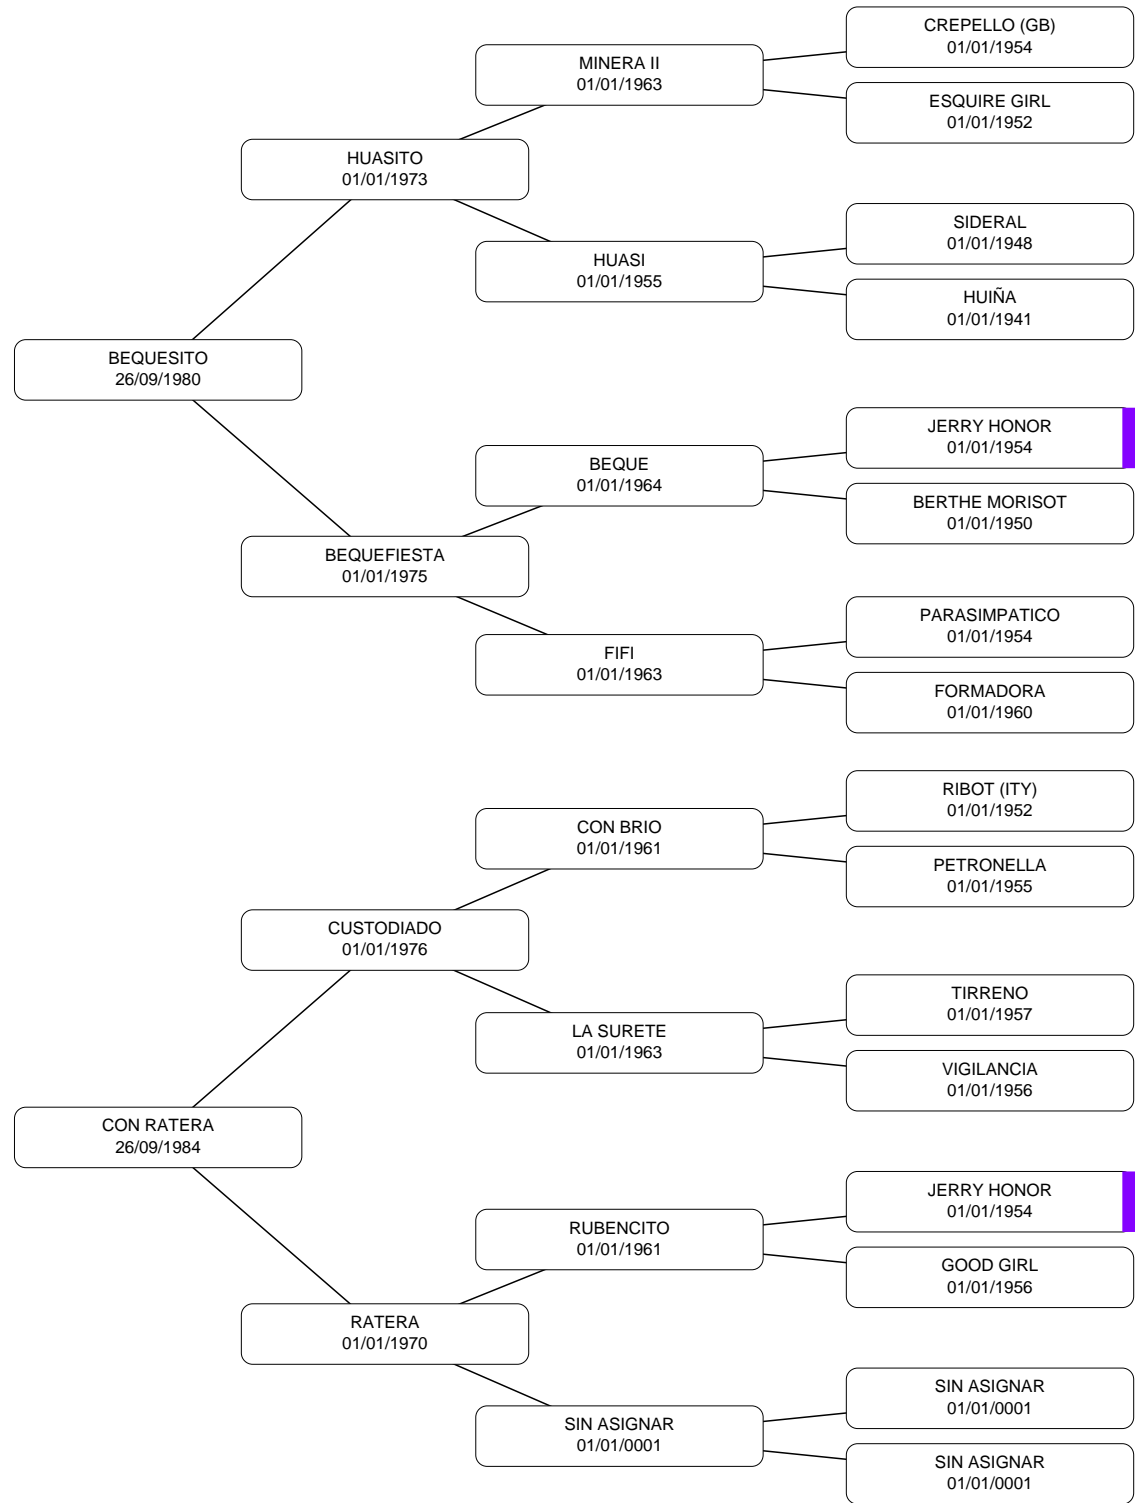 CREPELLO (GB)
01/01/1954
MINERA II
01/01/1963
ESQUIRE GIRL
01/01/1952
HUASITO
01/01/1973
SIDERAL
01/01/1948
HUASI
01/01/1955
HUIÑA
01/01/1941
BEQUESITO
26/09/1980
JERRY HONOR
01/01/1954
BEQUE
01/01/1964
BERTHE MORISOT
01/01/1950
BEQUEFIESTA
01/01/1975
PARASIMPATICO
01/01/1954
FIFI
01/01/1963
FORMADORA
01/01/1960
RIBOT (ITY)
01/01/1952
CON BRIO
01/01/1961
PETRONELLA
01/01/1955
CUSTODIADO
01/01/1976
TIRRENO
01/01/1957
LA SURETE
01/01/1963
VIGILANCIA
01/01/1956
CON RATERA
26/09/1984
JERRY HONOR
01/01/1954
RUBENCITO
01/01/1961
GOOD GIRL
01/01/1956
RATERA
01/01/1970
SIN ASIGNAR
01/01/0001
SIN ASIGNAR
01/01/0001
SIN ASIGNAR
01/01/0001